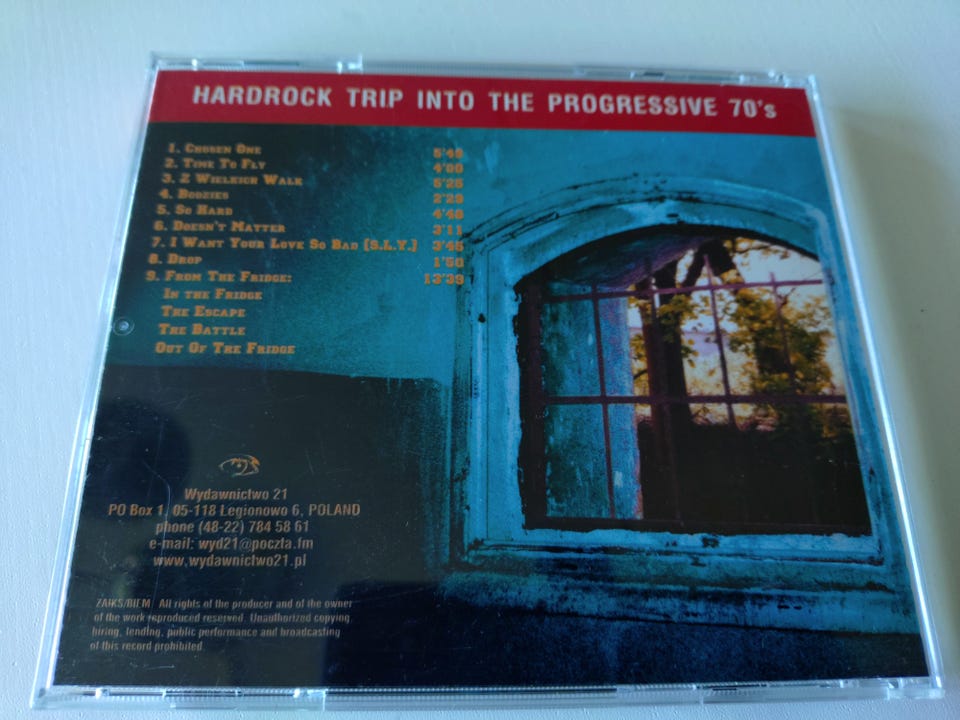 HARDROCK TRIP INTO THE PROGRESSIVE 70's
1. Chosen One 5'49
2. Time To Fly 4'00
3. Z Wielkich Walk 5'25
4. Boozies 2'29
5. So Hard 4'48
6. Doesn't Matter 3'11
7. I Want Your Love So Bad (S.L.Y.) 3'45
8. Drop 1'50
9. From The Fridge: 13'39
In the Fridge
The Escape
The Battle
Out Of The Fridge
Wydawnictwo 21
PO Box 1, 05-118 Legionowo 6, POLAND
phone (48-22) 784 58 61
e-mail: wyd21@poczta.fm
www.wydawnictwo21.pl
ZAIKS/BIEM All rights of the producer and of the owner
of the work reproduced reserved. Unauthorized copying
hiring, lending, public performance and broadcasting
of this record prohibited.